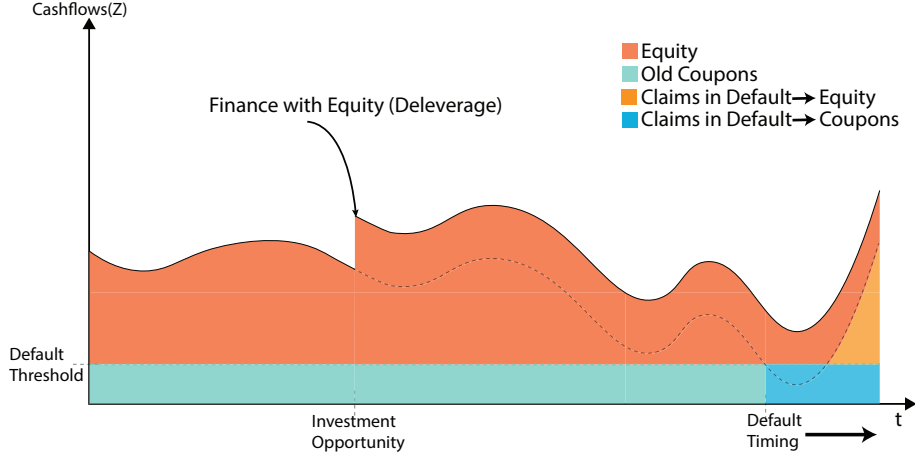 Cashflows(Z)
Equity
Old Coupons
Claims in Default→ Equity
Claims in Default→ Coupons
Finance with Equity (Deleverage)
Default
Threshold
Investment
Opportunity
Default
Timing
t